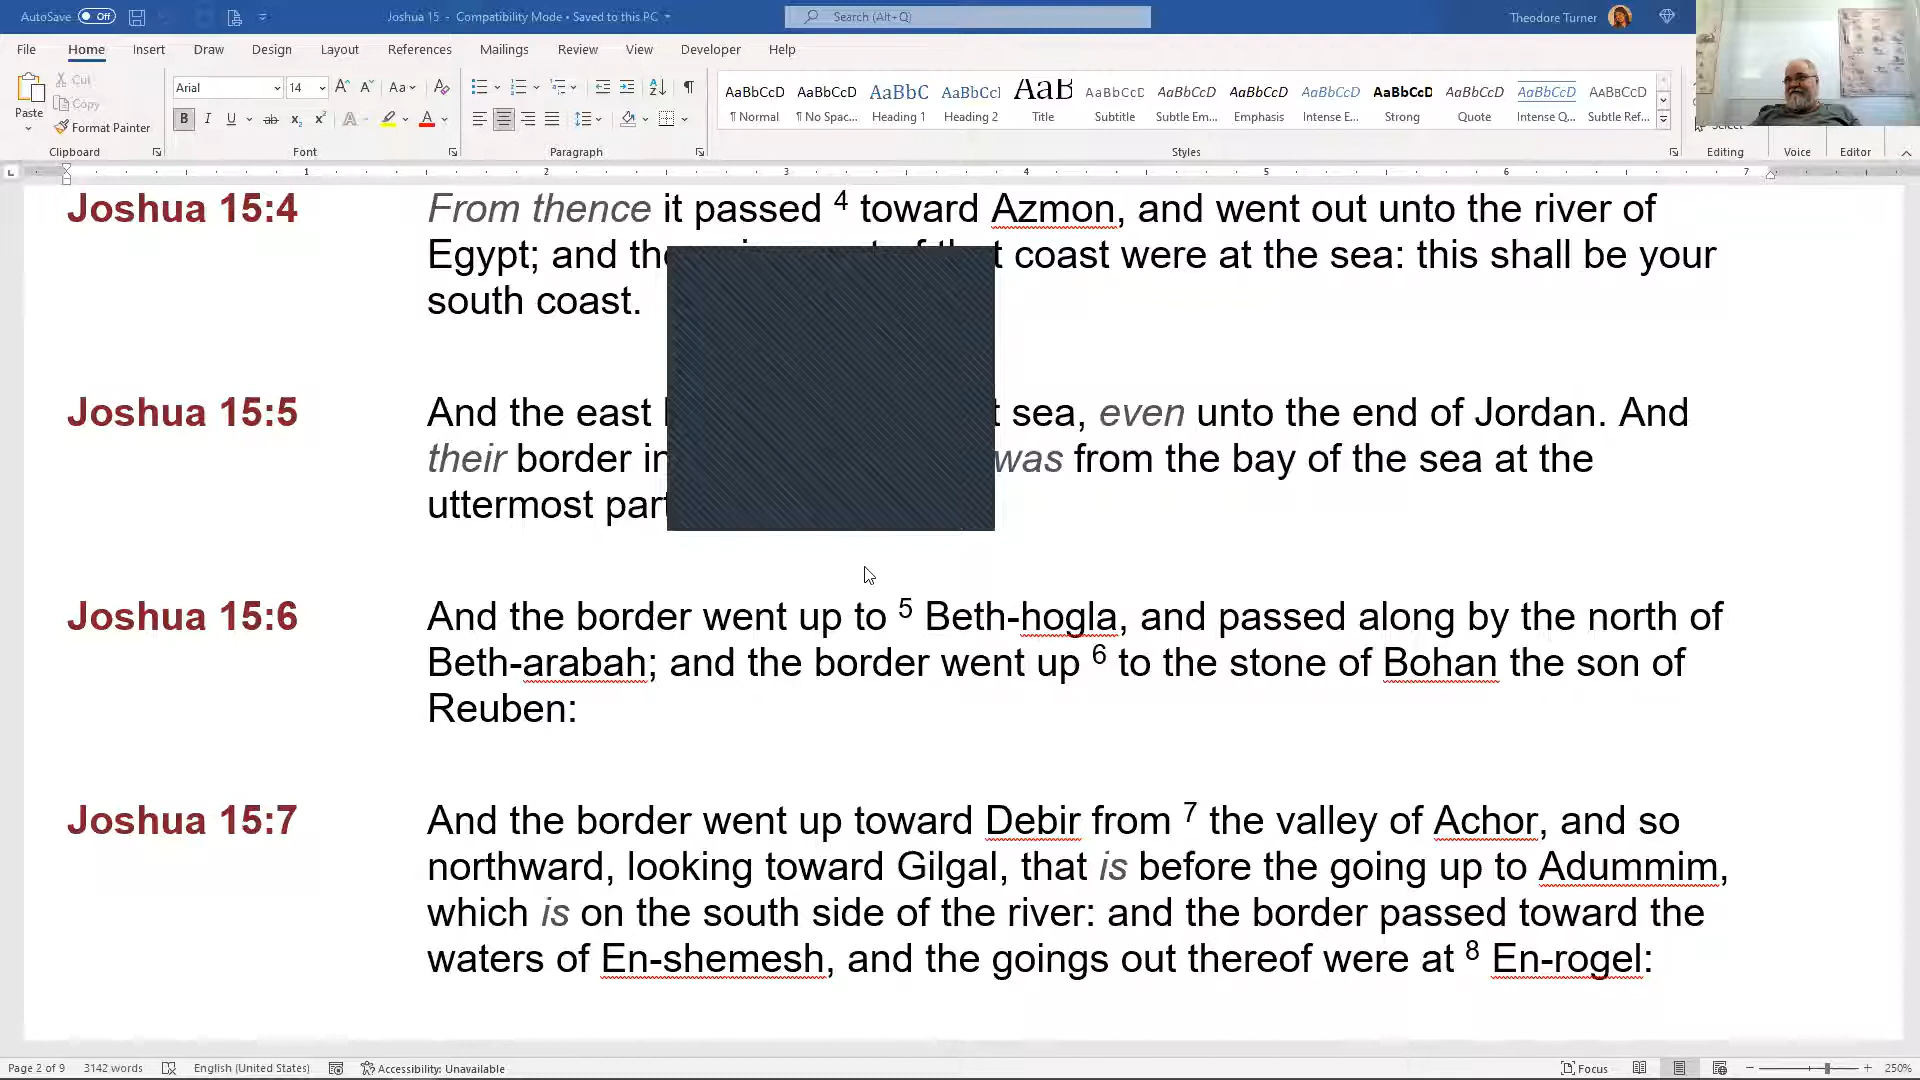 AutoSave Off Joshua 15 - Compatibility Mode • Saved to this PC Search (Alt+Q) Theodore Turner
File Home Insert Draw Design Layout References Mailings Review View Developer Help
Paste Cut Copy Format Painter Arial 14 Aa
AaBbCcD AaBbCcD AaBbC AaBbCcI AaB AaBbCcD AaBbCcD AaBbCcD AaBbCcD AaBbCcD AaBbCcD AaBbCcD AaBbCcD
¶ Normal ¶ No Spac... Heading 1 Heading 2 Title Subtitle Subtle Em... Emphasis Intense E... Strong Quote Intense Q... Subtle Ref... Select
Clipboard Font Paragraph Styles Editing Voice Editor
1 2 3 4 5 6 7
Joshua 15:4 From thence it passed 4 toward Azmon, and went out unto the river of
Egypt; and coast were at the sea: this shall be your
south coast.
Joshua 15:5 And the east sea, even unto the end of Jordan. And
their border was from the bay of the sea at the
uttermost
Joshua 15:6 And the border went up to 5 Beth-hogla, and passed along by the north of
Beth-arabah; and the border went up 6 to the stone of Bohan the son of
Reuben:
Joshua 15:7 And the border went up toward Debir from 7 the valley of Achor, and so
northward, looking toward Gilgal, that is before the going up to Adummim,
which is on the south side of the river: and the border passed toward the
waters of En-shemesh, and the goings out thereof were at 8 En-rogel:
Page 2 of 9 3142 words English (United States) Accessibility: Unavailable Focus 250%